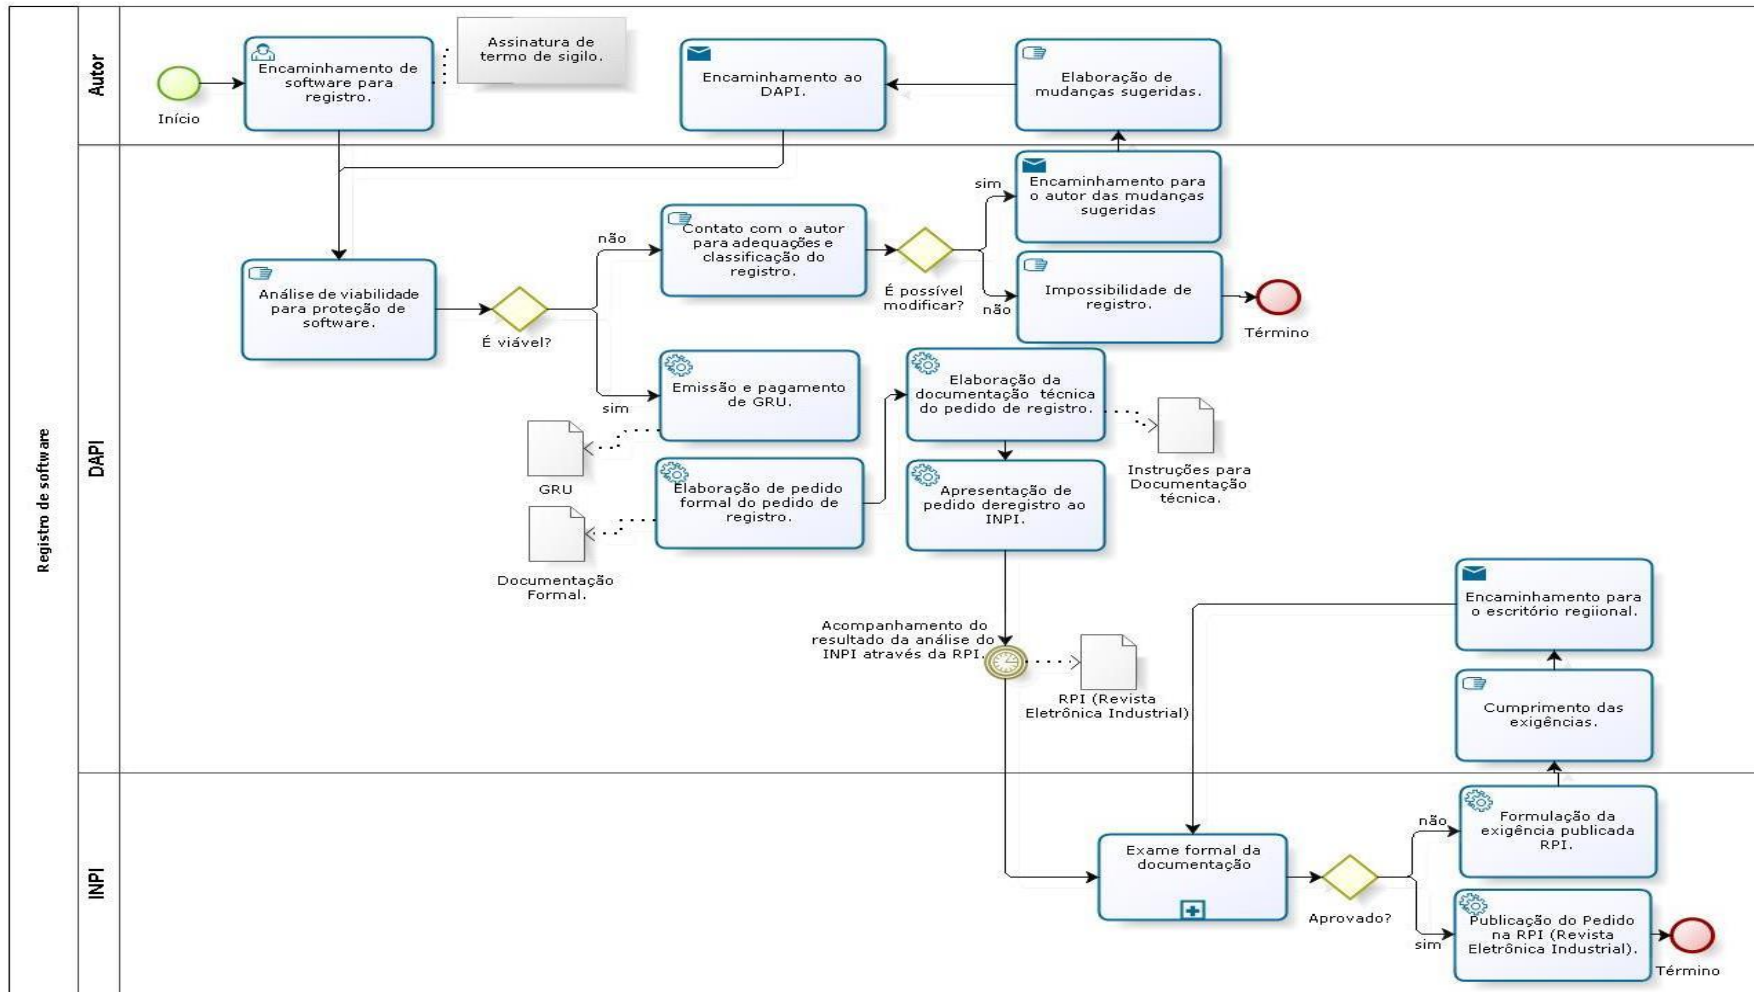 Registro de software
Autor
Início
Encaminhamento de
software para
registro.
Assinatura de
termo de sigilo.
Encaminhamento ao
DAPI.
Elaboração de
mudanças sugeridas.
DAPI
Análise de viabilidade
para proteção de
software.
É viável?
não
sim
Contato com o autor
para adequações e
classificação do
registro.
É possível
modificar?
sim
não
Encaminhamento para
o autor das mudanças
sugeridas
Impossibilidade de
registro.
Término
Emissão e pagamento
de GRU.
GRU
Elaboração de pedido
formal do pedido de
registro.
Documentação
Formal.
Elaboração da
documentação técnica
do pedido de registro.
Instruções para
Documentação
técnica.
Apresentação de
pedido deregistro ao
INPI.
Acompanhamento do
resultado da análise do
INPI através da RPI.
RPI (Revista
Eletrônica Industrial)
Encaminhamento para
o escritório regiional.
Cumprimento das
exigências.
INPI
Exame formal da
documentação
Aprovado?
não
sim
Formulação da
exigência publicada
RPI.
Publicação do Pedido
na RPI (Revista
Eletrônica Industrial).
Término